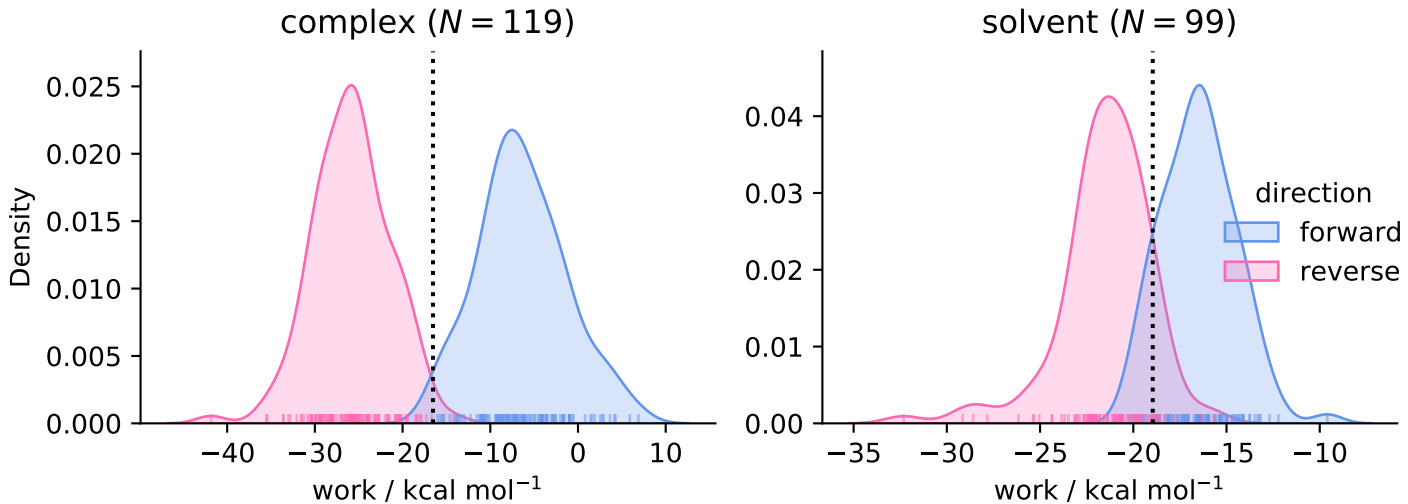 complex (N = 119)
0.025
0.020
0.015
0.010
0.005
0.000
Density
−40
−30
−20
−10
0
10
work / kcal mol⁻¹
solvent (N = 99)
0.04
0.03
0.02
0.01
0.00
−35
−30
−25
−20
−15
−10
work / kcal mol⁻¹
direction
forward
reverse